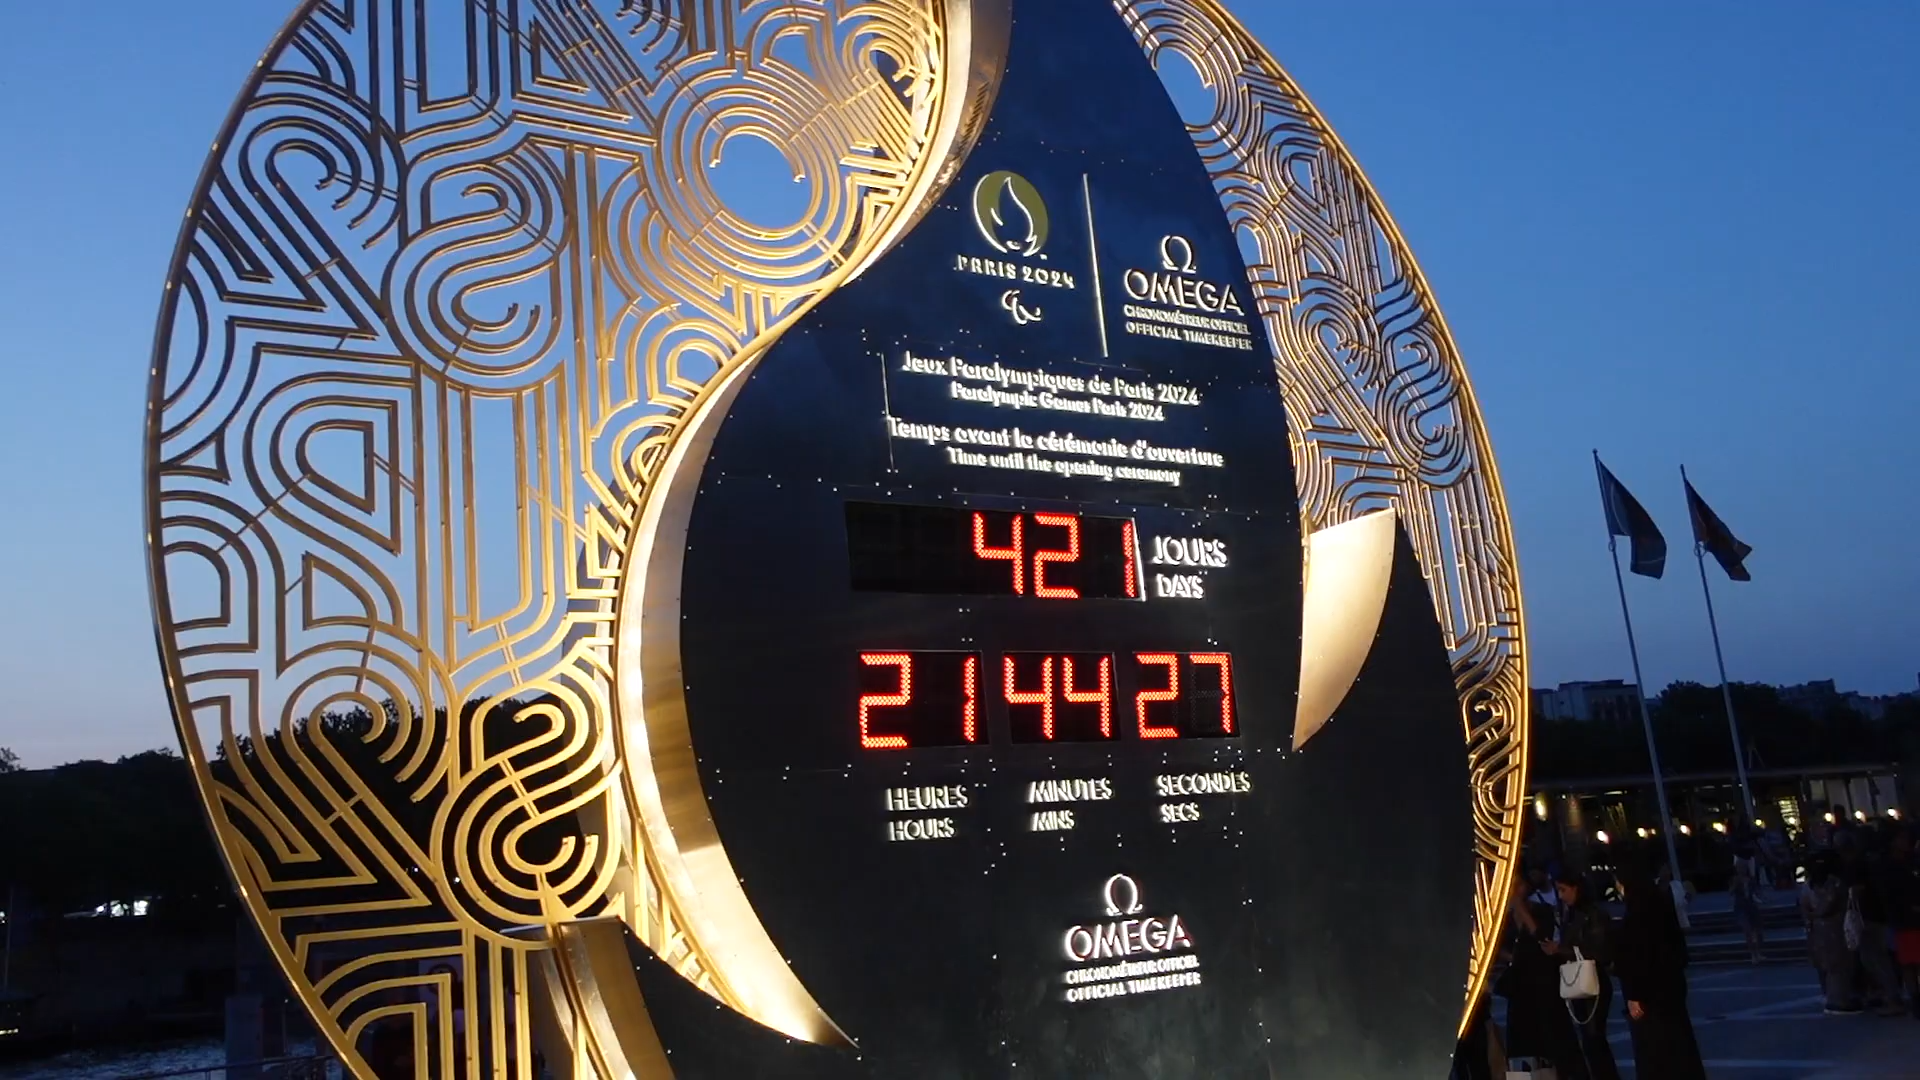 PARIS 2024
OMEGA
CHRONOMÉTREUR OFFICIEL
OFFICIAL TIMEKEEPER
Jeux Paralympiques de Paris 2024
Paralympic Games Paris 2024
Temps avant la cérémonie d'ouverture
Time until the opening ceremony
421 JOURS
DAYS
21 44 27
HEURES MINUTES SECONDES
HOURS MINS SECS
OMEGA
CHRONOMÉTREUR OFFICIEL
OFFICIAL TIMEKEEPER